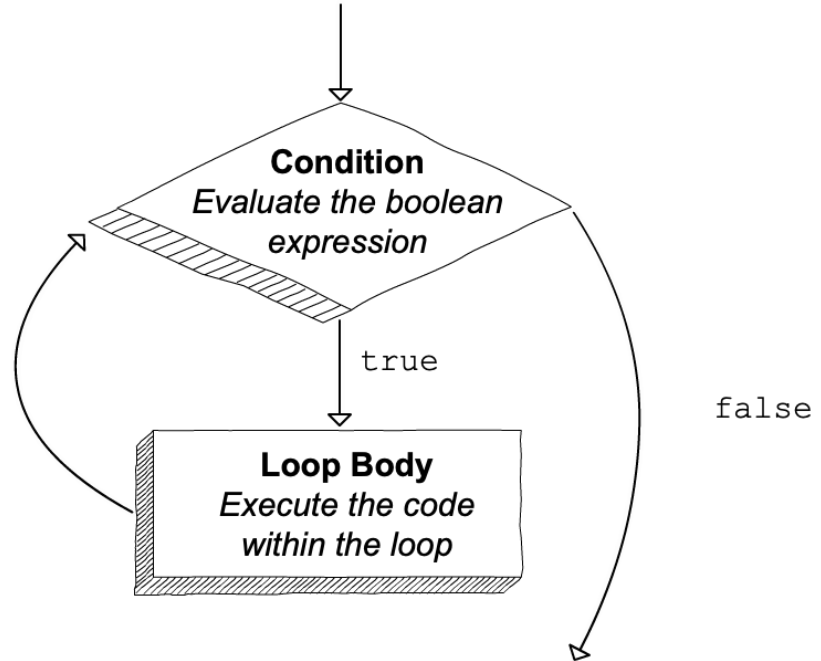 Condition
Evaluate the boolean
expression
true
false
Loop Body
Execute the code
within the loop